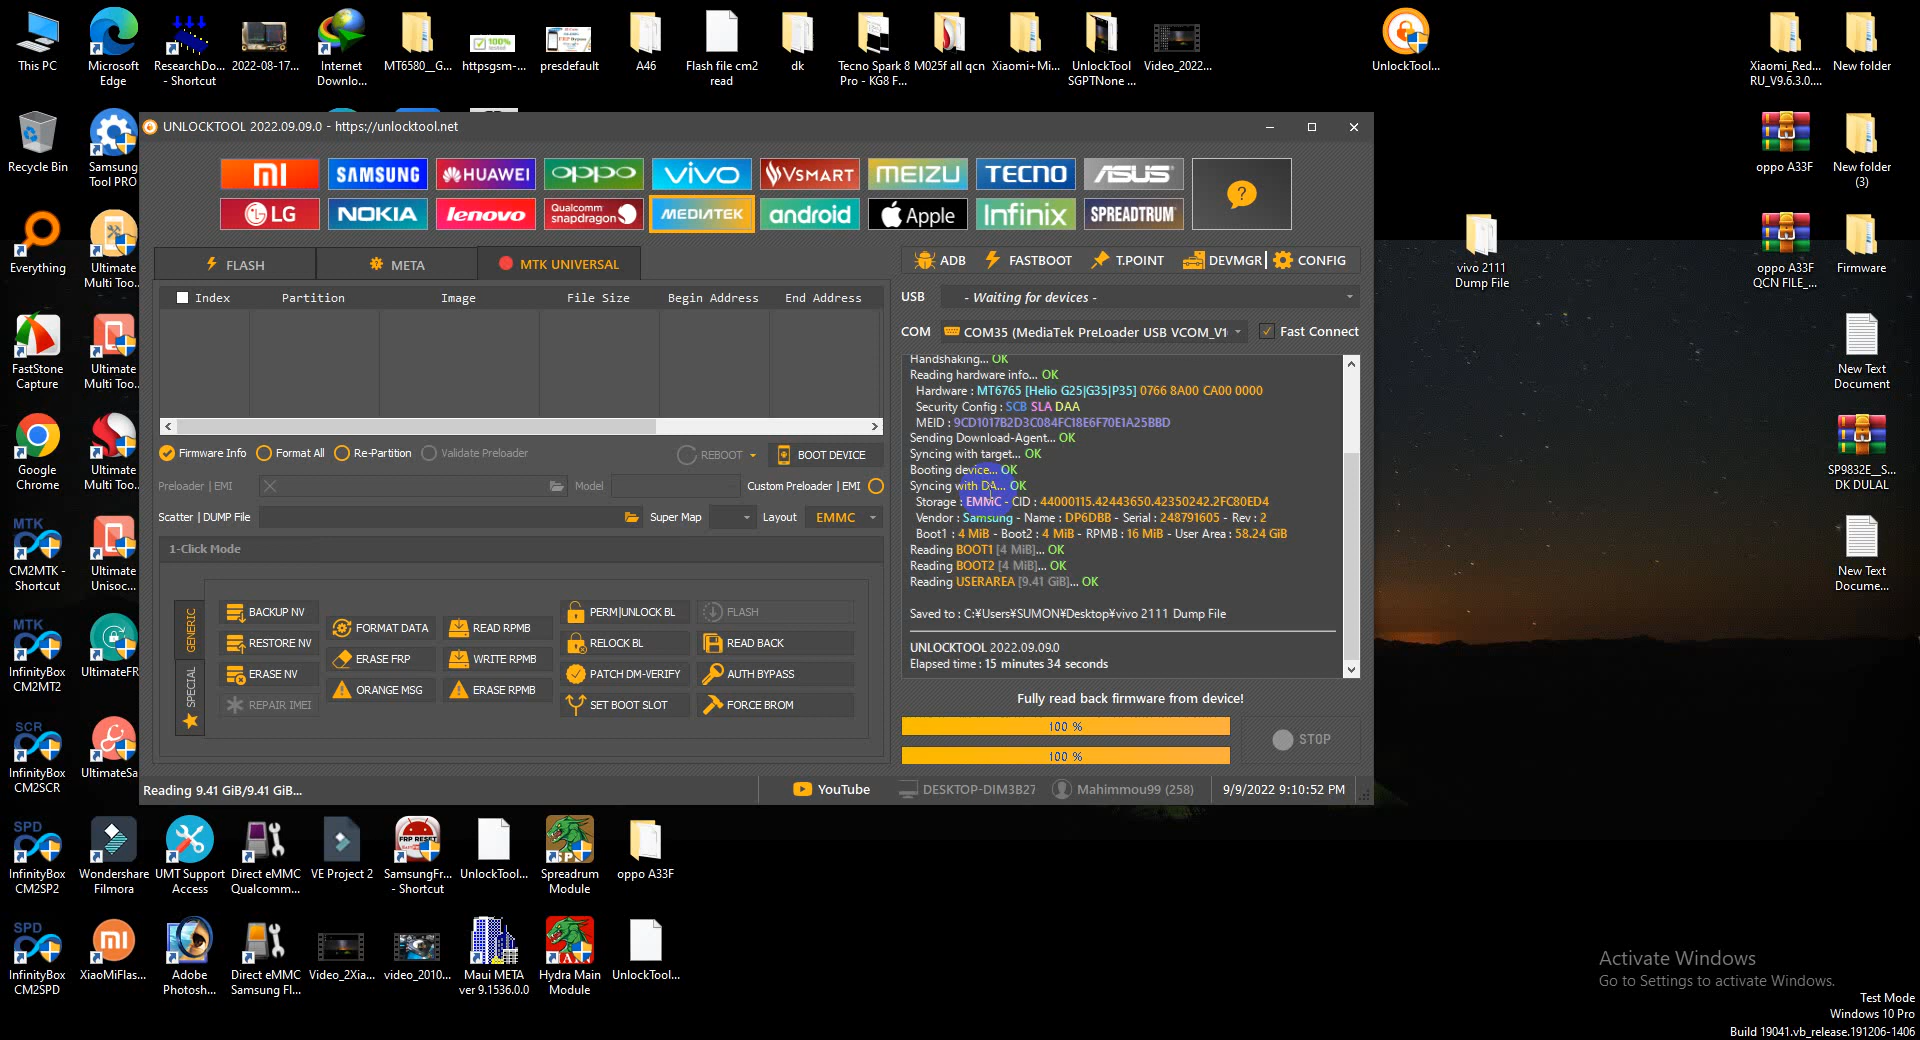 This PC
Microsoft
Edge
ResearchDo...
- Shortcut
2022-08-17...
Internet
Downlo...
MT6580__G...
100%
tested
httpsgsm-...
presdefault
A46
Flash file cm2
read
dk
Tecno Spark 8
Pro - KG8 F...
M025f all qcn
Xiaomi+Mi...
UnlockTool
SGPTNone ...
Video_2022...
UnlockTool...
Xiaomi_Red...
RU_V9.6.3.0....
New folder
UNLOCKTOOL 2022.09.09.0 - https://unlocktool.net
Recycle Bin
Samsung
Tool PRO
oppo A33F
New folder
(3)
SAMSUNG
HUAWEI
oppo
vivo
VSMART
MEIZU
TECNO
ASUS
?
LG
NOKIA
lenovo
Qualcomm
snapdragon
MEDIATEK
android
Apple
Infinix
SPREADTRUM
Everything
Ultimate
Multi Too...
vivo 2111
Dump File
oppo A33F
QCN FILE_...
Firmware
FLASH
META
MTK UNIVERSAL
ADB
FASTBOOT
T.POINT
DEVMGR
CONFIG
Index
Partition
Image
File Size
Begin Address
End Address
USB
- Waiting for devices -
COM
COM35 (MediaTek PreLoader USB VCOM_V1
Fast Connect
FastStone
Capture
Ultimate
Multi Too...
New Text
Document
Handshaking... OK
Reading hardware info... OK
Hardware : MT6765 [Helio G25|G35|P35] 0766 8A00 CA00 0000
Security Config : SCB SLA DAA
MEID : 9CD1017B2D3C084FC18E6F70E1A25BBD
Sending Download-Agent... OK
Syncing with target... OK
Booting device... OK
Syncing with DA... OK
Storage : EMMC - CID : 44000115.42443650.42350242.2FC80ED4
Vendor : Samsung - Name : DP6DBB - Serial : 248791605 - Rev : 2
Boot1 : 4 MiB - Boot2 : 4 MiB - RPMB : 16 MiB - User Area : 58.24 GiB
Reading BOOT1 [4 MiB]... OK
Reading BOOT2 [4 MiB]... OK
Reading USERAREA [9.41 GiB]... OK
Saved to : C:¥Users¥SUMON¥Desktop¥vivo 2111 Dump File
UNLOCKTOOL 2022.09.09.0
Elapsed time : 15 minutes 34 seconds
Fully read back firmware from device!
100 %
100 %
STOP
Firmware Info
Format All
Re-Partition
Validate Preloader
REBOOT
BOOT DEVICE
Preloader | EMI
Model
Custom Preloader | EMI
Scatter | DUMP File
Super Map
Layout
EMMC
1-Click Mode
GENERIC
SPECIAL
BACKUP NV
RESTORE NV
ERASE NV
REPAIR IMEI
FORMAT DATA
ERASE FRP
ORANGE MSG
READ RPMB
WRITE RPMB
ERASE RPMB
PERM|UNLOCK BL
RELOCK BL
PATCH DM-VERIFY
SET BOOT SLOT
FLASH
READ BACK
AUTH BYPASS
FORCE BROM
Google
Chrome
Ultimate
Multi Too...
SP9832E__S...
DK DULAL
MTK
CM2MTK -
Shortcut
Ultimate
Unisoc...
New Text
Docume...
MTK
InfinityBox
CM2MT2
UltimateFR
SCR
InfinityBox
CM2SCR
UltimateSa
Reading 9.41 GiB/9.41 GiB...
YouTube
DESKTOP-DIM3B27
Mahimmou99 (258)
9/9/2022 9:10:52 PM
SPD
InfinityBox
CM2SP2
Wondershare
Filmora
UMT Support
Access
Direct eMMC
Qualcomm...
VE Project 2
FRP RESET
SamsungFr...
- Shortcut
UnlockTool...
Spreadrum
Module
oppo A33F
SPD
InfinityBox
CM2SPD
XiaoMiFlas...
Adobe
Photosh...
Direct eMMC
Samsung Fl...
Video_2Xia...
video_2010...
Maui META
ver 9.1536.0.0
Hydra Main
Module
UnlockTool...
Activate Windows
Go to Settings to activate Windows.
Test Mode
Windows 10 Pro
Build 19041.vb_release.191206-1406